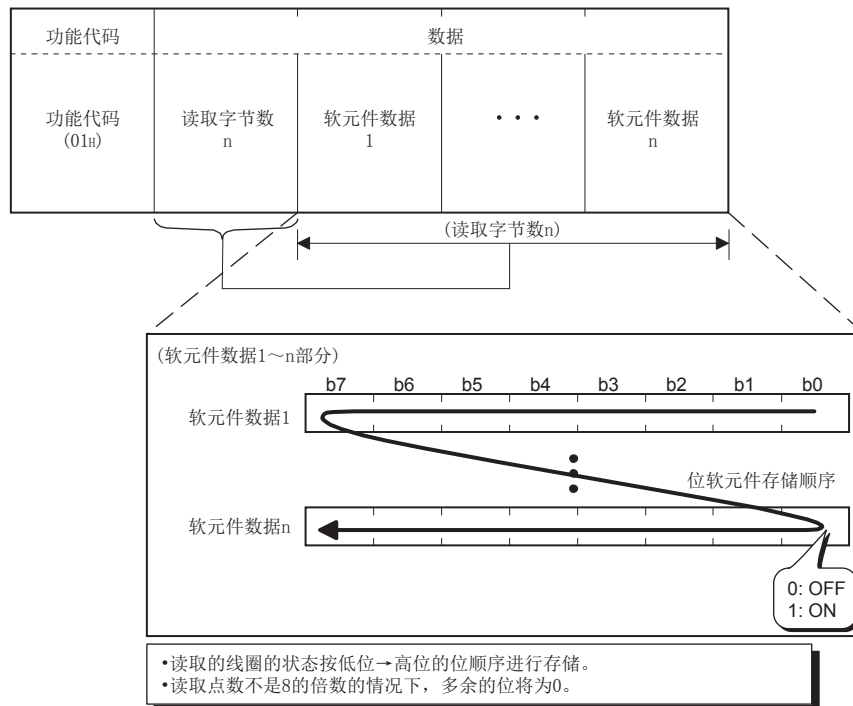 功能代码 数据
功能代码 读取字节数 软元件数据 ··· 软元件数据
(01H) n 1 n
(读取字节数n)
(软元件数据1～n部分)
b7 b6 b5 b4 b3 b2 b1 b0
软元件数据1
位软元件存储顺序
软元件数据n
0: OFF
1: ON
•读取的线圈的状态按低位→高位的位顺序进行存储。
•读取点数不是8的倍数的情况下，多余的位将为0。